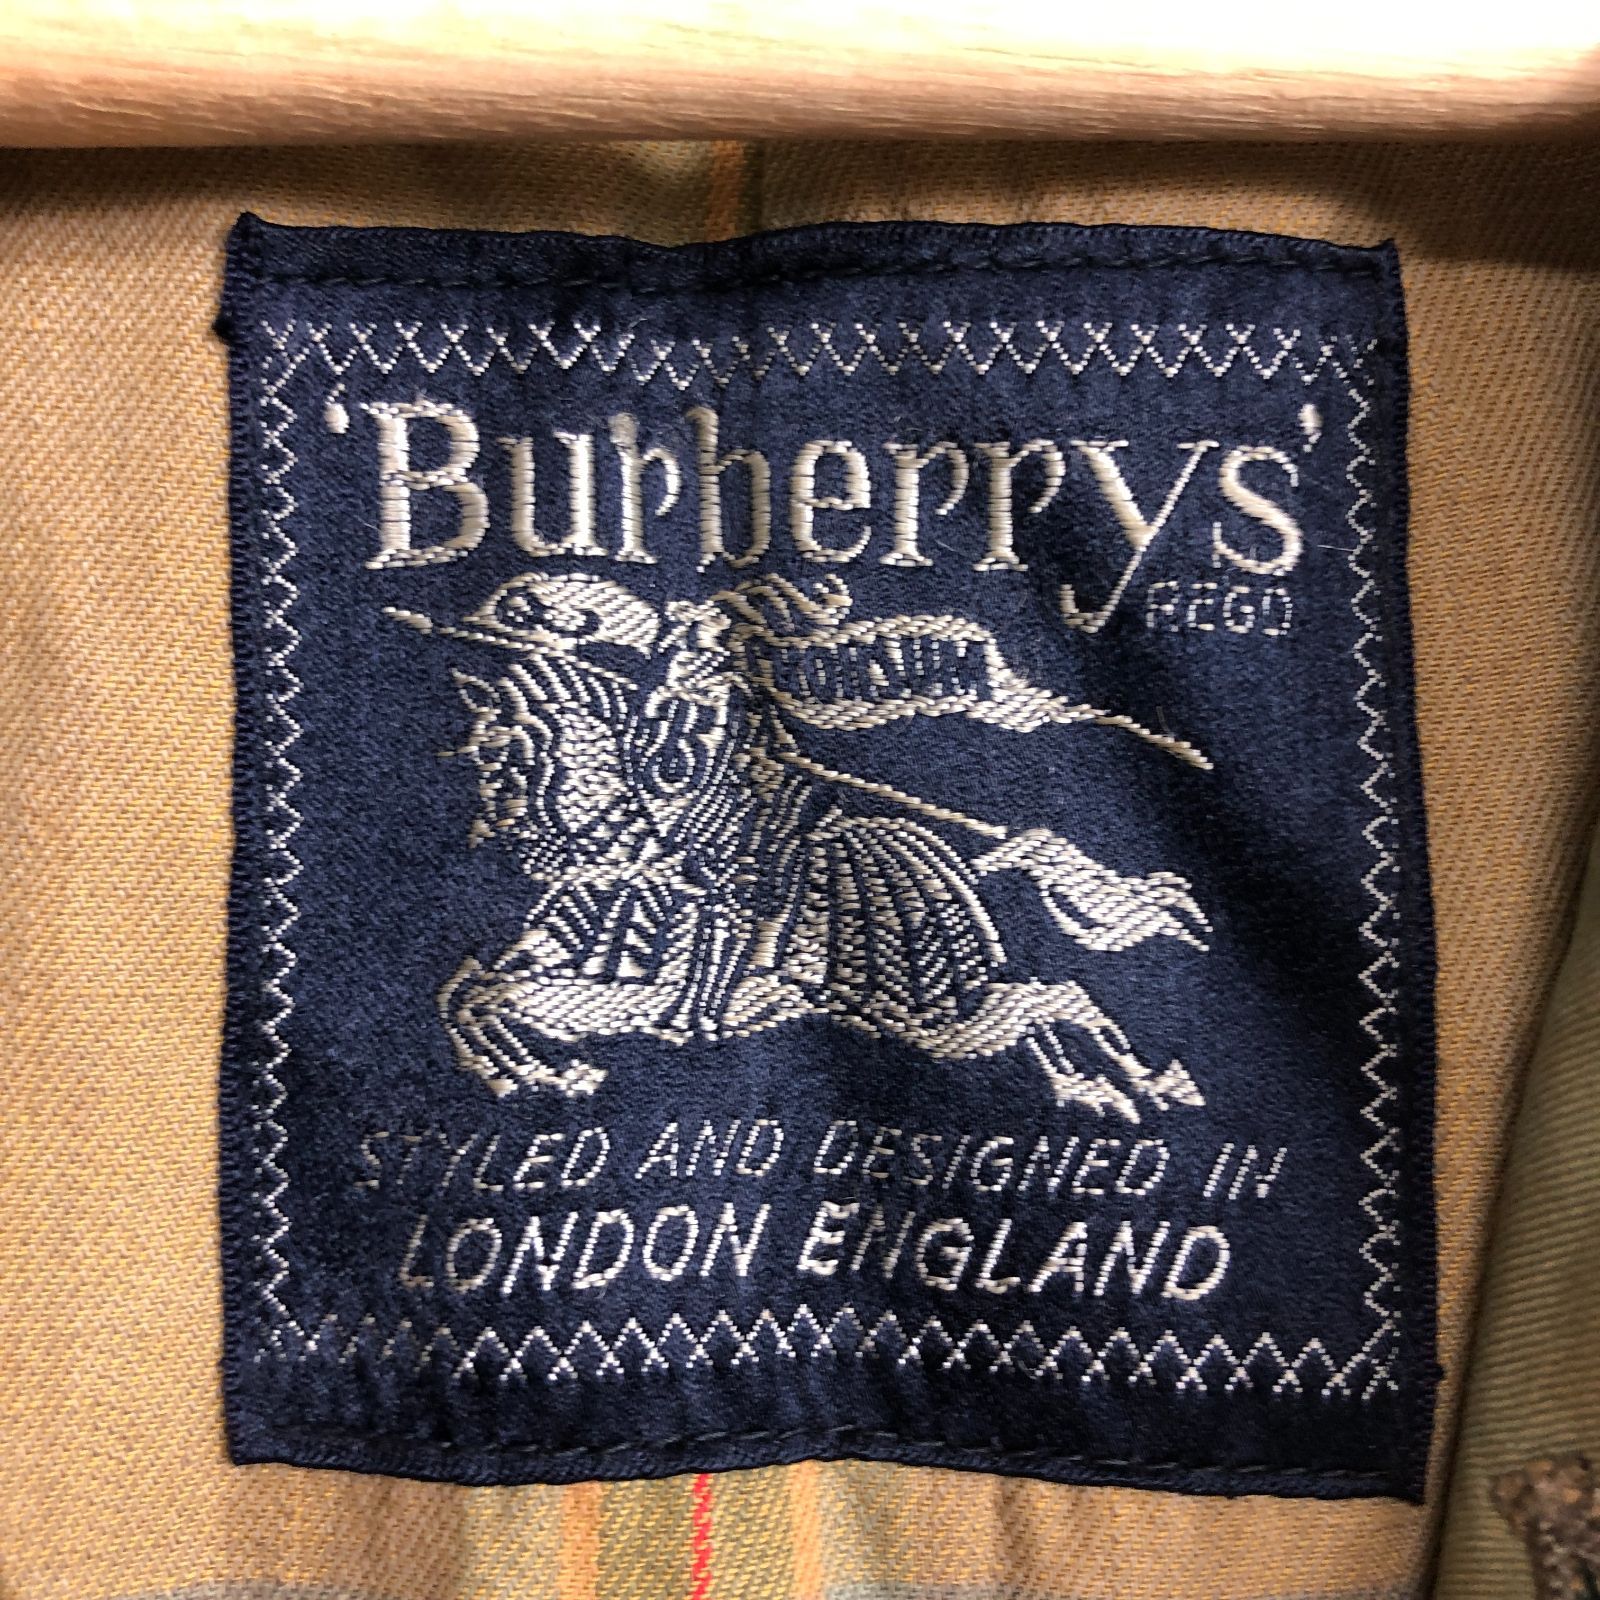 'Burberrys'
REGD
STYLED AND DESIGNED IN
LONDON ENGLAND